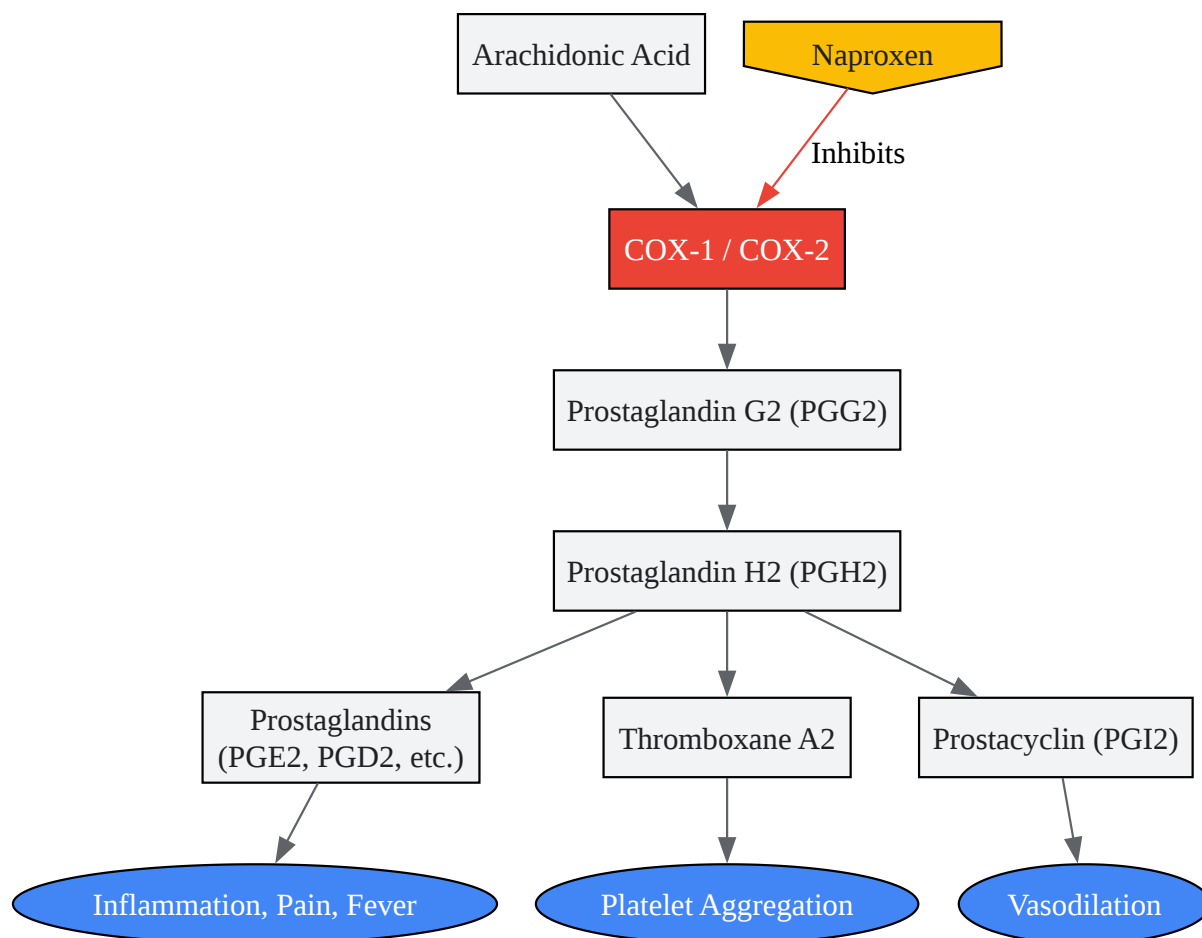 Arachidonic Acid
Naproxen
Inhibits
COX-1 / COX-2
Prostaglandin G2 (PGG2)
Prostaglandin H2 (PGH2)
Prostaglandins
(PGE2, PGD2, etc.)
Thromboxane A2
Prostacyclin (PGI2)
Inflammation, Pain, Fever
Platelet Aggregation
Vasodilation